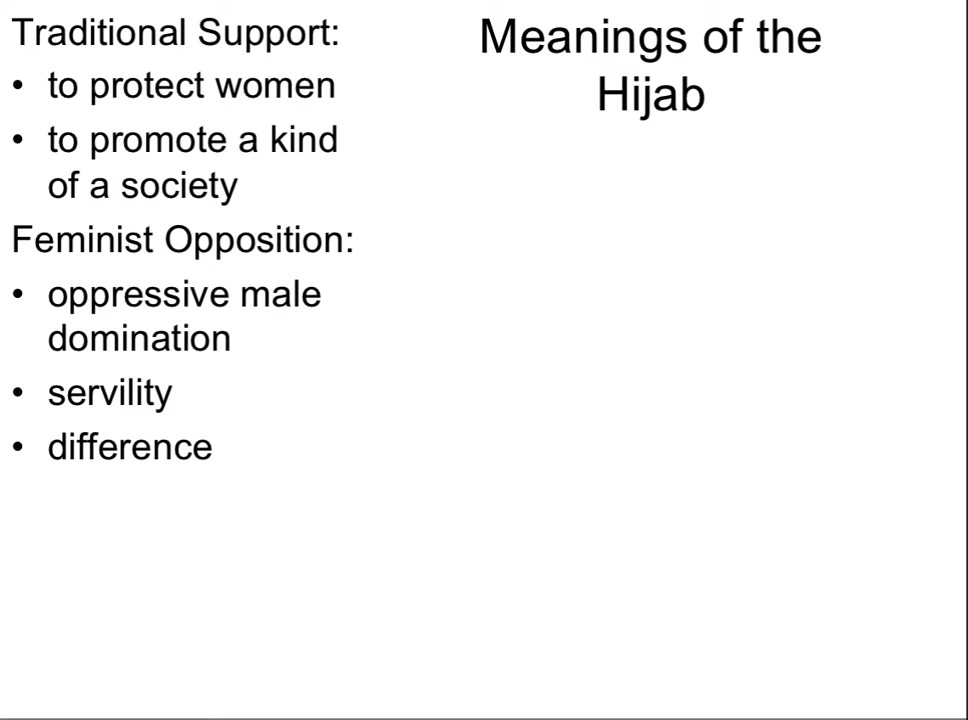 Traditional Support:
• to protect women
• to promote a kind
of a society
Feminist Opposition:
• oppressive male
domination
• servility
• difference
Meanings of the
Hijab